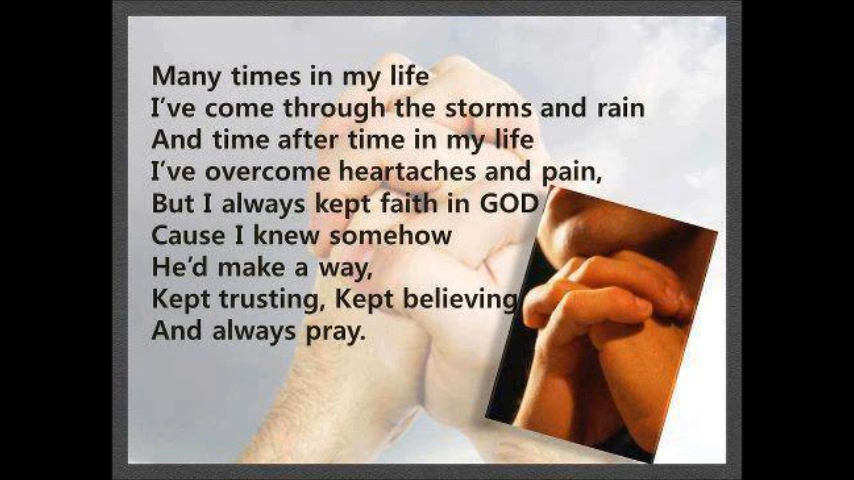 Many times in my life
I've come through the storms and rain
And time after time in my life
I've overcome heartaches and pain,
But I always kept faith in GOD
Cause I knew somehow
He'd make a way,
Kept trusting, Kept believing
And always pray.